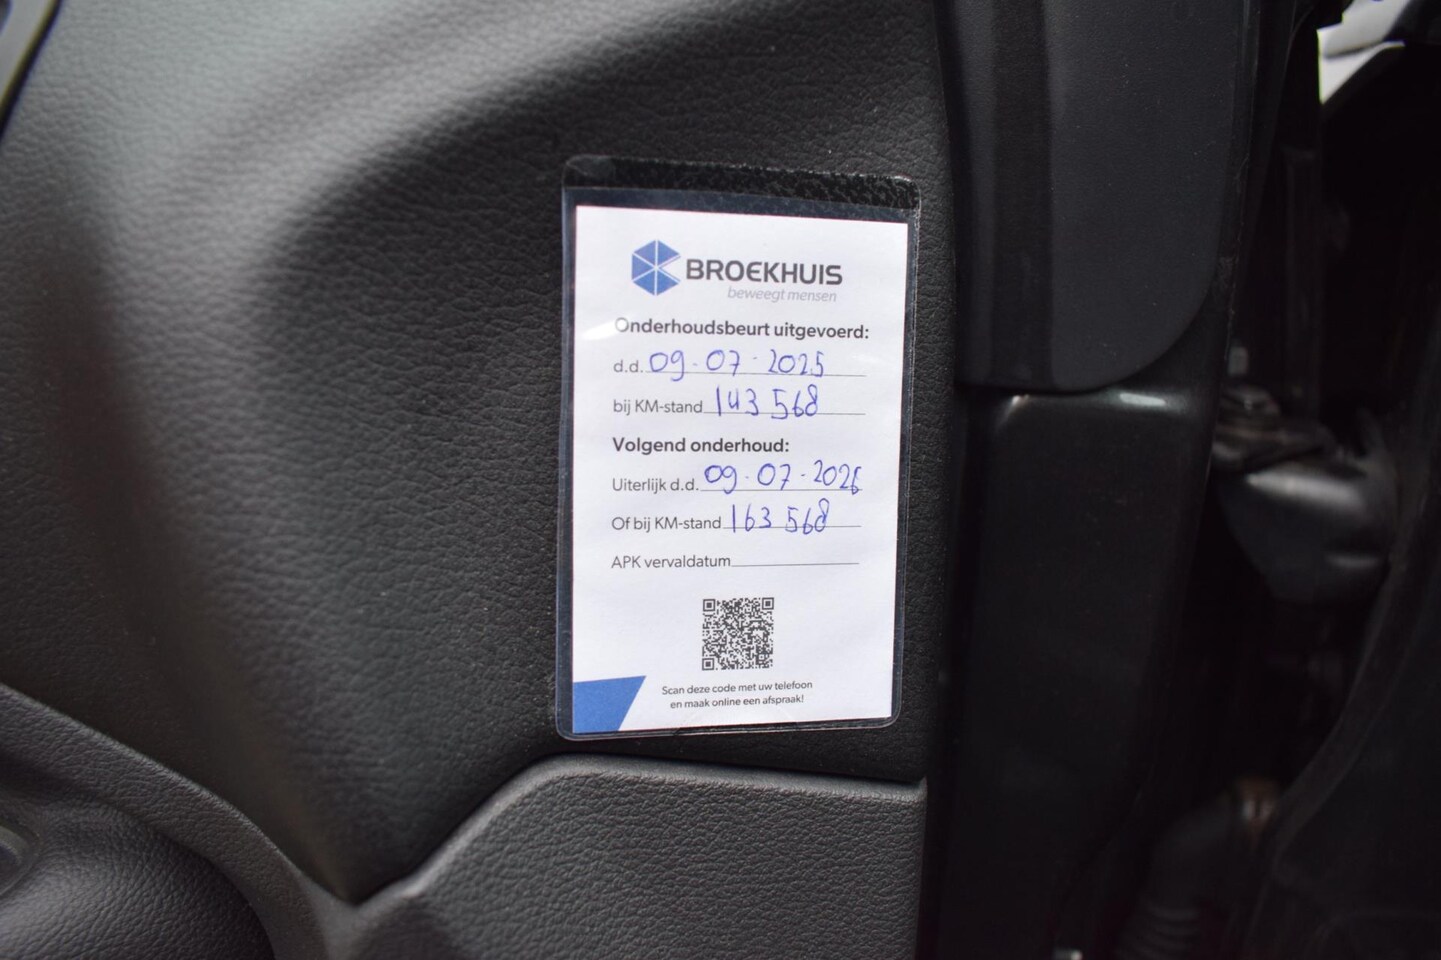 BROEKHUIS
beweegt mensen
Onderhoudsbeurt uitgevoerd:
d.d. 09-07-2025
bij KM-stand 143 568
Volgend onderhoud:
Uiterlijk d.d. 09-07-2026
Of bij KM-stand 163 568
APK vervaldatum
Scan deze code met uw telefoon
en maak online een afspraak!